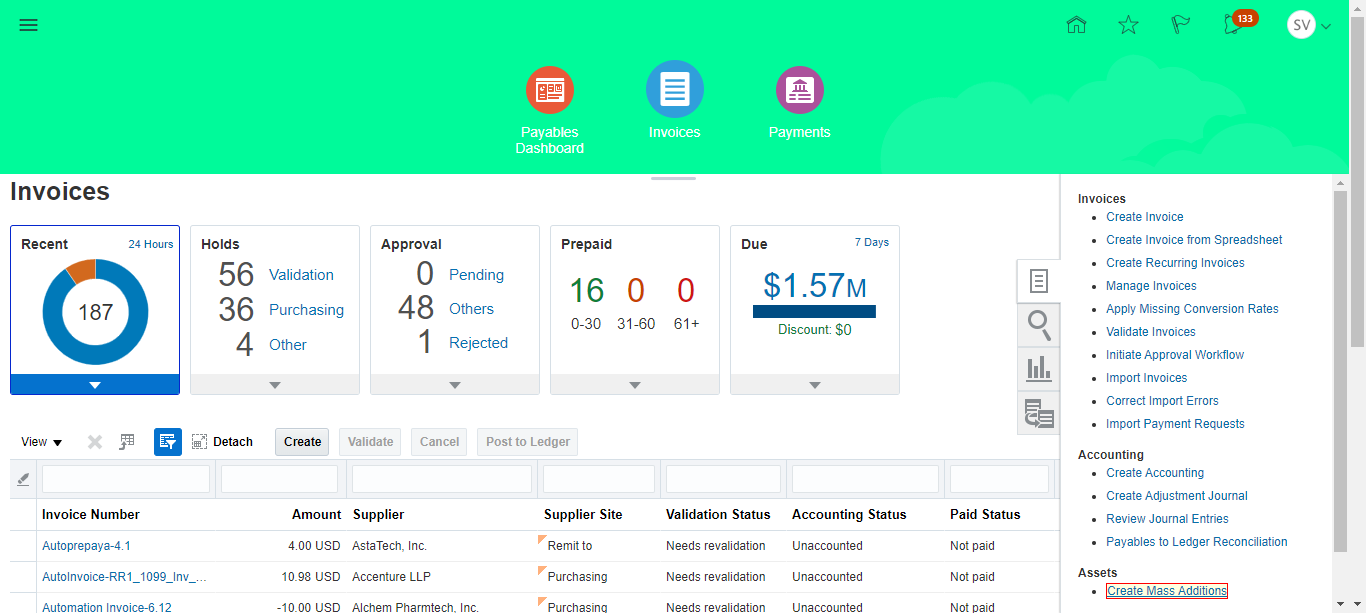 133
SV
Payables
Dashboard
Invoices
Payments
Invoices
Recent
24 Hours
187
Holds
56 Validation
36 Purchasing
4 Other
Approval
0 Pending
48 Others
1 Rejected
Prepaid
16 0 0
0-30 31-60 61+
Due
7 Days
$1.57M
Discount: $0
View
Detach
Create
Validate
Cancel
Post to Ledger
Invoice Number Amount Supplier Supplier Site Validation Status Accounting Status Paid Status
Autoprepaya-4.1 4.00 USD AstaTech, Inc. Remit to Needs revalidation Unaccounted Not paid
AutoInvoice-RR1_1099_Inv_... 10.98 USD Accenture LLP Purchasing Needs revalidation Unaccounted Not paid
Automation Invoice-6.12 -10.00 USD Alchem Pharmtech, Inc. Purchasing Needs revalidation Unaccounted Not paid
Invoices
Create Invoice
Create Invoice from Spreadsheet
Create Recurring Invoices
Manage Invoices
Apply Missing Conversion Rates
Validate Invoices
Initiate Approval Workflow
Import Invoices
Correct Import Errors
Import Payment Requests
Accounting
Create Accounting
Create Adjustment Journal
Review Journal Entries
Payables to Ledger Reconciliation
Assets
Create Mass Additions